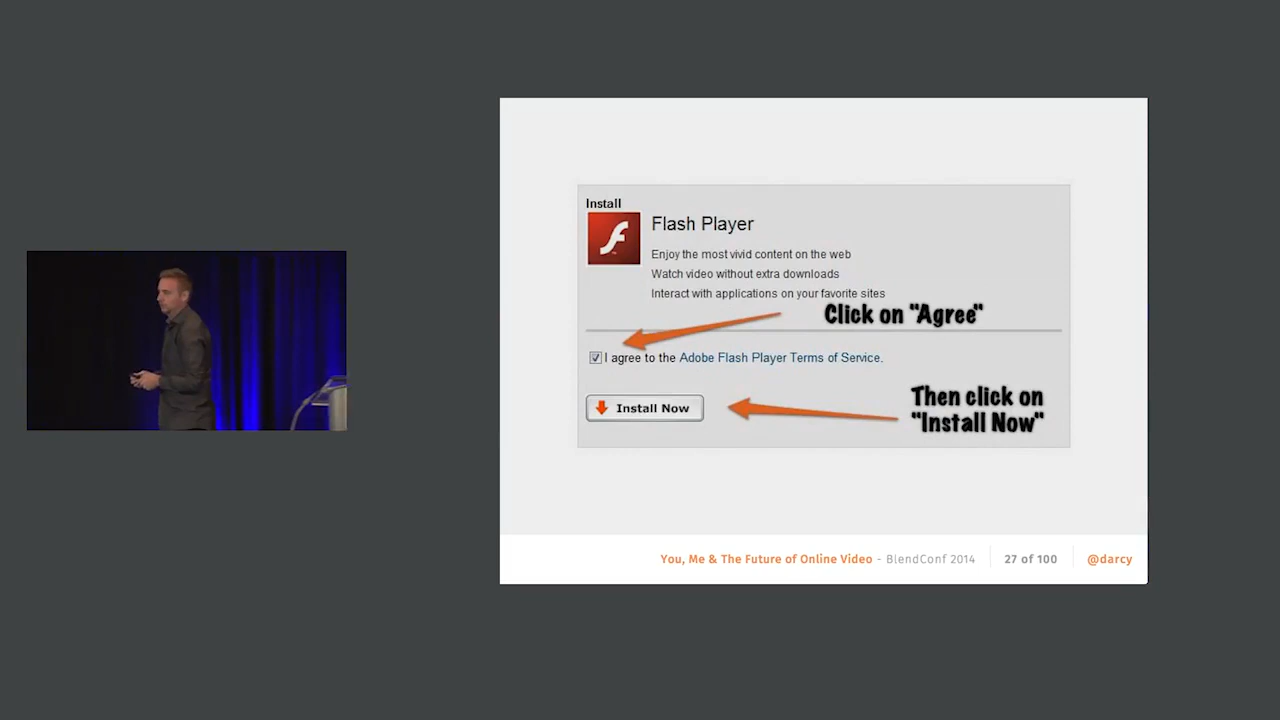 Install
Flash Player
Enjoy the most vivid content on the web
Watch video without extra downloads
Interact with applications on your favorite sites
Click on "Agree"
I agree to the Adobe Flash Player Terms of Service.
Install Now
Then click on
"Install Now"
You, Me & The Future of Online Video - BlendConf 2014
27 of 100
@darcy